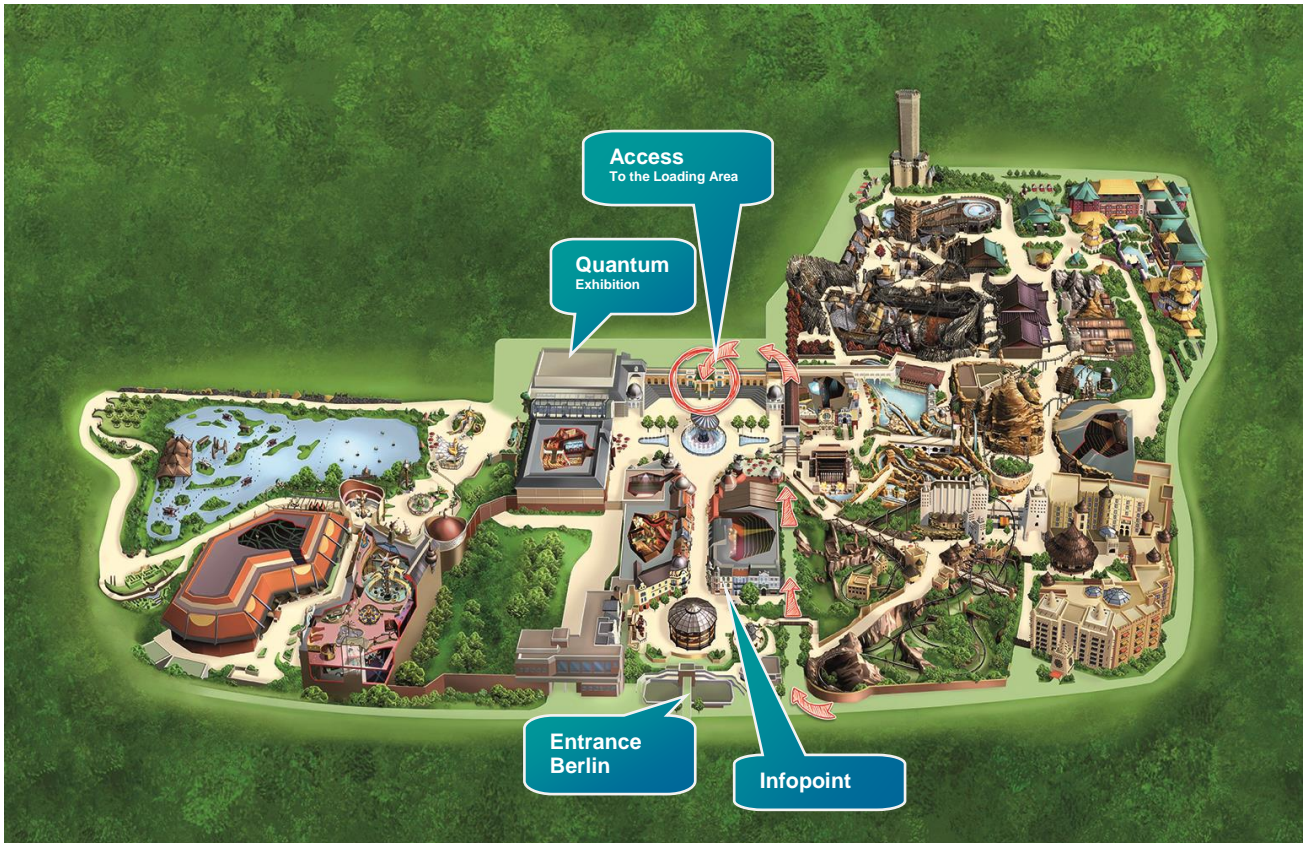 Access
To the Loading Area
Quantum
Exhibition
Entrance
Berlin
Infopoint